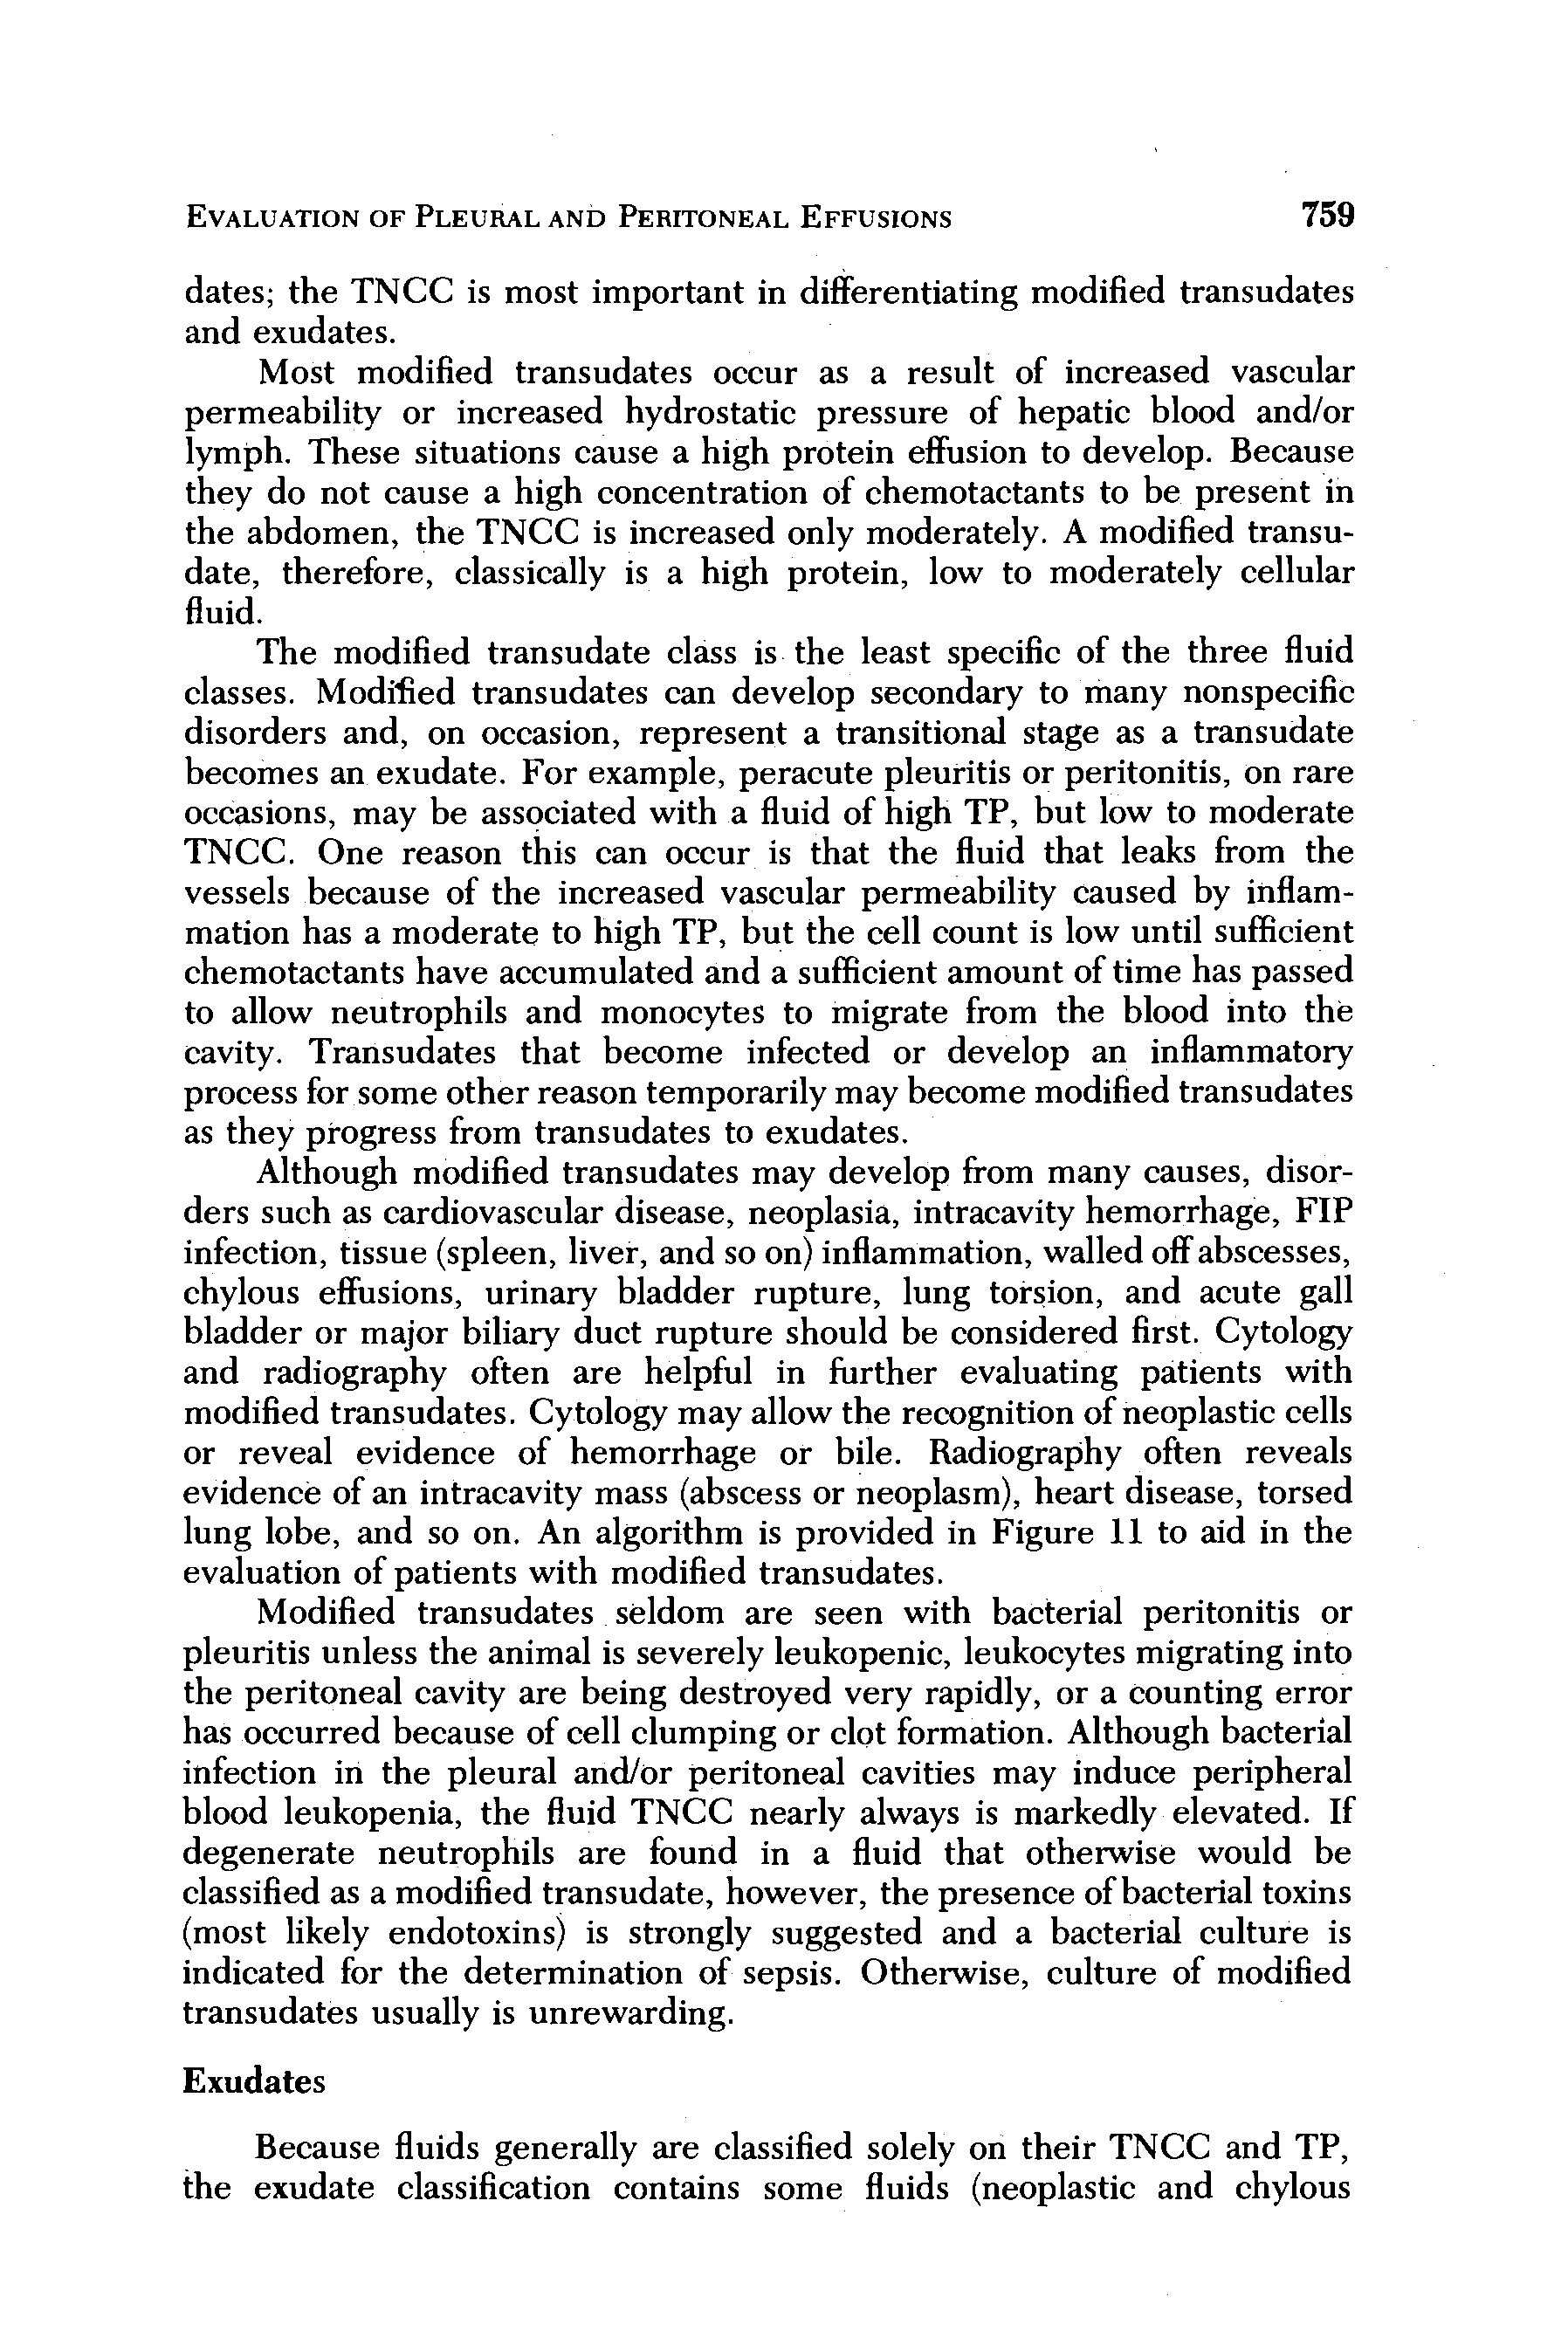 EVALUATION OF PLEURAL AND PERITONEAL EFFUSIONS 759
dates; the TNCC is most important in differentiating modified transudates
and exudates.
Most modified transudates occur as a result of increased vascular
permeability or increased hydrostatic pressure of hepatic blood and/or
lymph. These situations cause a high protein effusion to develop. Because
they do not cause a high concentration of chemotactants to be present in
the abdomen, the TNCC is increased only moderately. A modified transu-
date, therefore, classically is a high protein, low to moderately cellular
fluid.
The modified transudate class is the least specific of the three fluid
classes. Modified transudates can develop secondary to many nonspecific
disorders and, on occasion, represent a transitional stage as a transudate
becomes an exudate. For example, peracute pleuritis or peritonitis, on rare
occasions, may be associated with a fluid of high TP, but low to moderate
TNCC. One reason this can occur is that the fluid that leaks from the
vessels because of the increased vascular permeability caused by inflam-
mation has a moderate to high TP, but the cell count is low until sufficient
chemotactants have accumulated and a sufficient amount of time has passed
to allow neutrophils and monocytes to migrate from the blood into the
cavity. Transudates that become infected or develop an inflammatory
process for some other reason temporarily may become modified transudates
as they progress from transudates to exudates.
Although modified transudates may develop from many causes, disor-
ders such as cardiovascular disease, neoplasia, intracavity hemorrhage, FIP
infection, tissue (spleen, liver, and so on) inflammation, walled off abscesses,
chylous effusions, urinary bladder rupture, lung torsion, and acute gall
bladder or major biliary duct rupture should be considered first. Cytology
and radiography often are helpful in further evaluating patients with
modified transudates. Cytology may allow the recognition of neoplastic cells
or reveal evidence of hemorrhage or bile. Radiography often reveals
evidence of an intracavity mass (abscess or neoplasm), heart disease, torsed
lung lobe, and so on. An algorithm is provided in Figure 11 to aid in the
evaluation of patients with modified transudates.
Modified transudates seldom are seen with bacterial peritonitis or
pleuritis unless the animal is severely leukopenic, leukocytes migrating into
the peritoneal cavity are being destroyed very rapidly, or a counting error
has occurred because of cell clumping or clot formation. Although bacterial
infection in the pleural and/or peritoneal cavities may induce peripheral
blood leukopenia, the fluid TNCC nearly always is markedly elevated. If
degenerate neutrophils are found in a fluid that otherwise would be
classified as a modified transudate, however, the presence of bacterial toxins
(most likely endotoxins) is strongly suggested and a bacterial culture is
indicated for the determination of sepsis. Otherwise, culture of modified
transudates usually is unrewarding.
Exudates
Because fluids generally are classified solely on their TNCC and TP,
the exudate classification contains some fluids (neoplastic and chylous